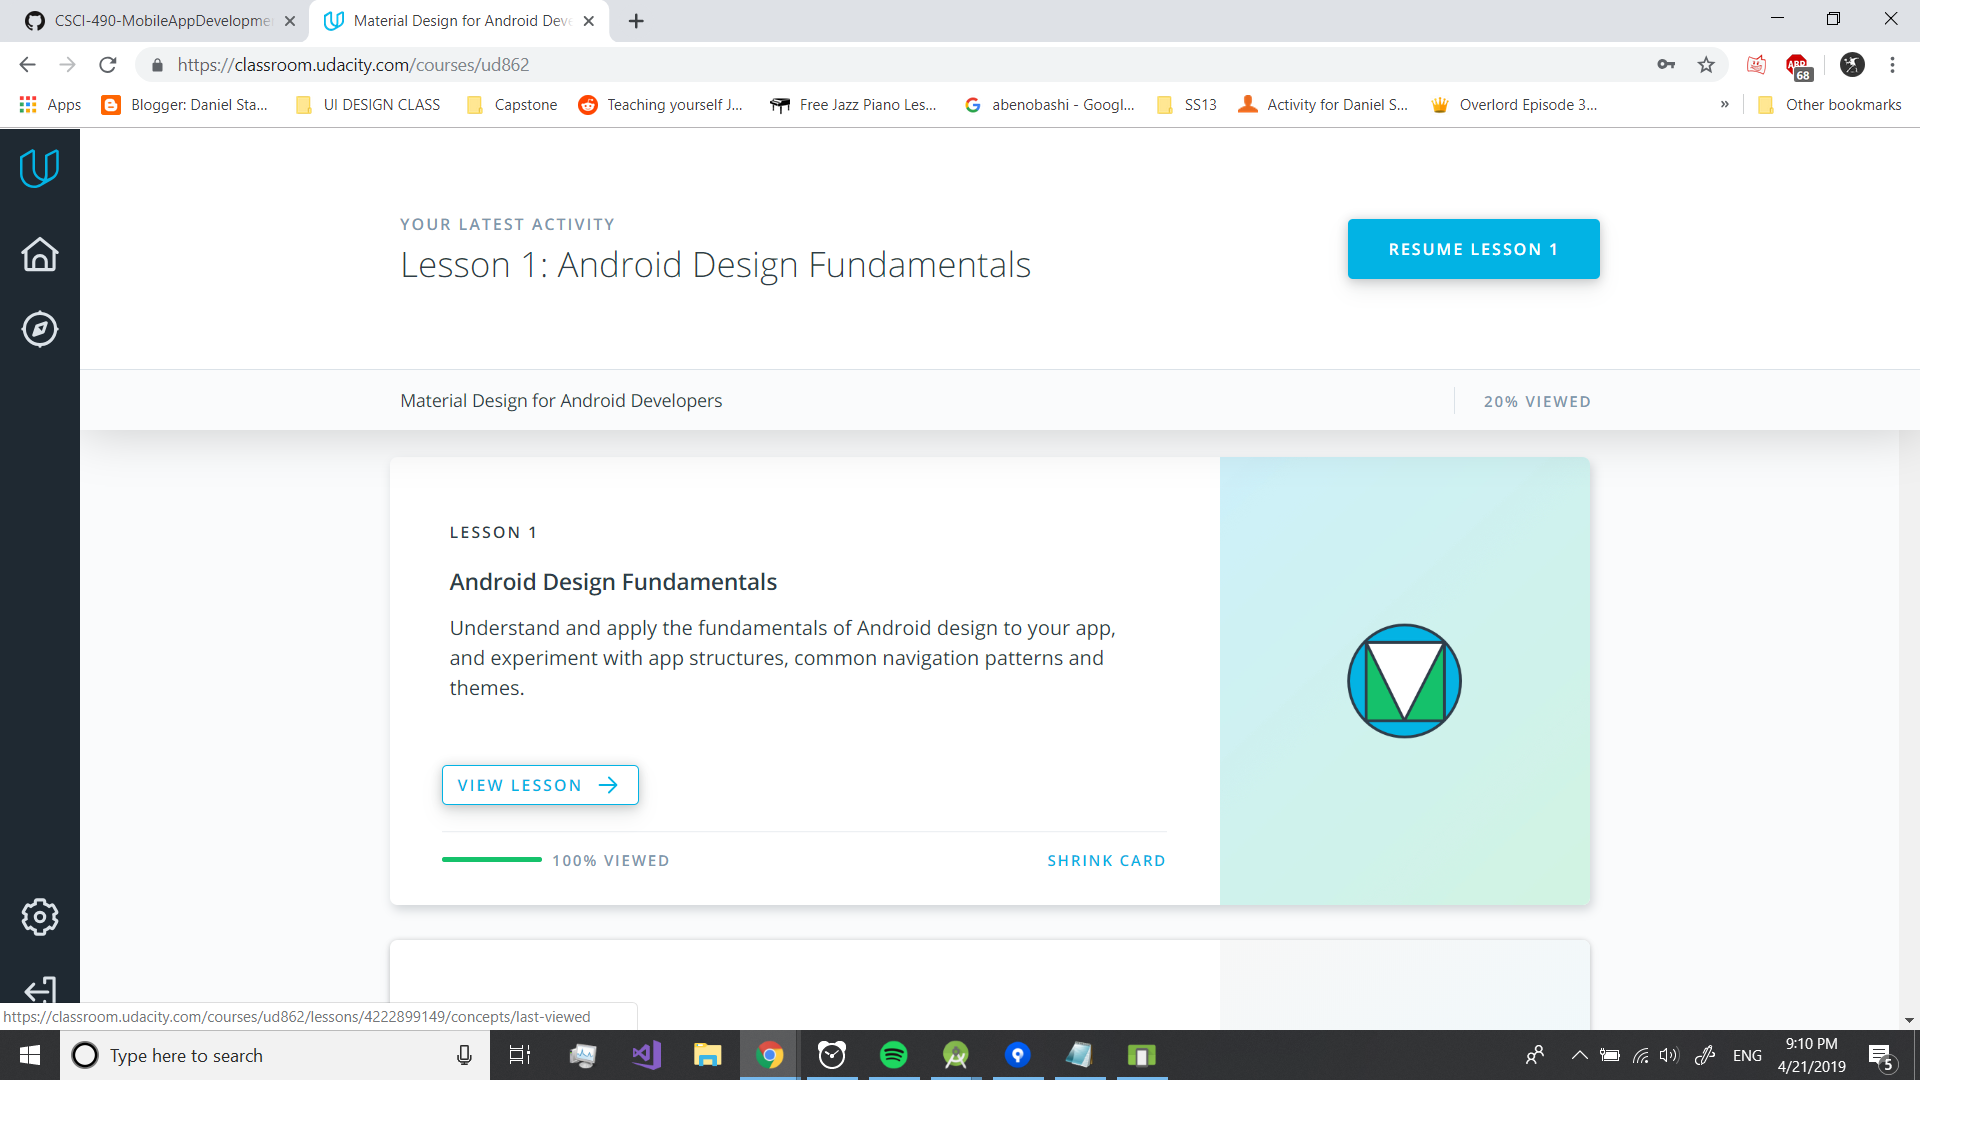 CSCI-490-MobileAppDevelopme
Material Design for Android Deve
https://classroom.udacity.com/courses/ud862
ABP
68
Apps
Blogger: Daniel Sta...
UI DESIGN CLASS
Capstone
Teaching yourself J...
Free Jazz Piano Les...
abenobashi - Googl...
SS13
Activity for Daniel S...
Overlord Episode 3...
»
Other bookmarks
YOUR LATEST ACTIVITY
Lesson 1: Android Design Fundamentals
RESUME LESSON 1
Material Design for Android Developers
20% VIEWED
LESSON 1
Android Design Fundamentals
Understand and apply the fundamentals of Android design to your app,
and experiment with app structures, common navigation patterns and
themes.
VIEW LESSON
100% VIEWED
SHRINK CARD
https://classroom.udacity.com/courses/ud862/lessons/4222899149/concepts/last-viewed
Type here to search
ENG
9:10 PM
4/21/2019
5